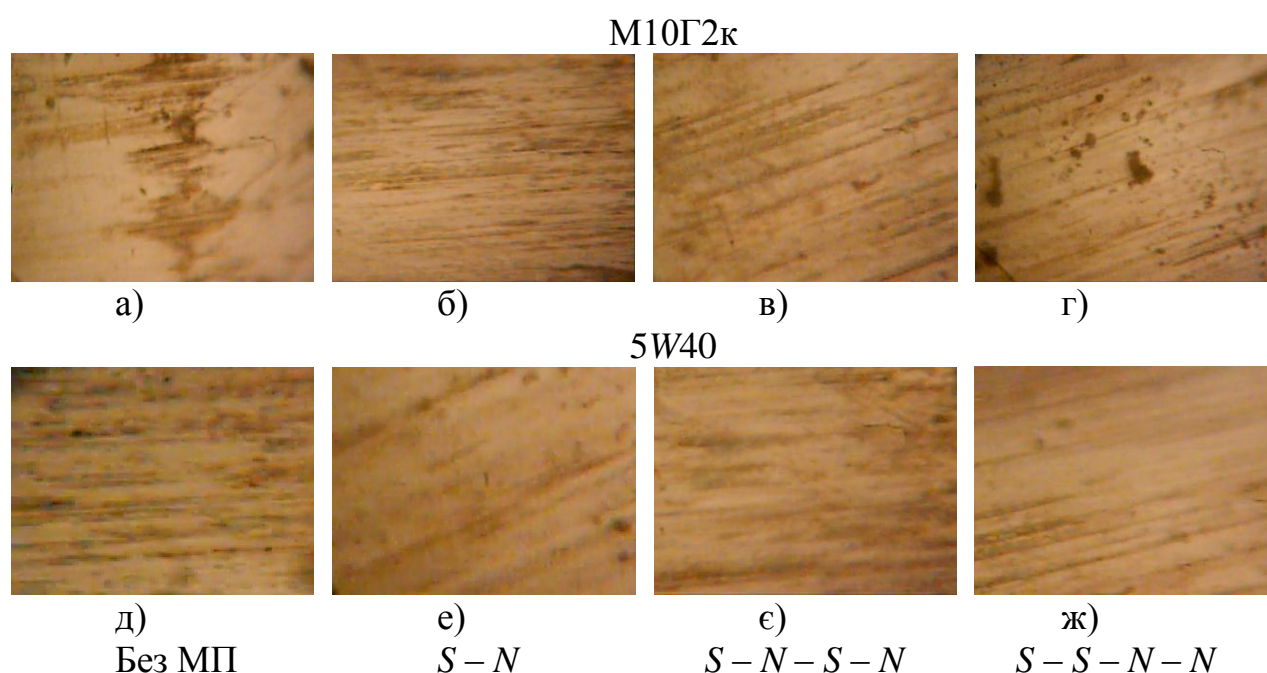 М10Г2к
а) б) в) г)
5W40
д) е) є) ж)
Без МП S – N S – N – S – N S – S – N – N